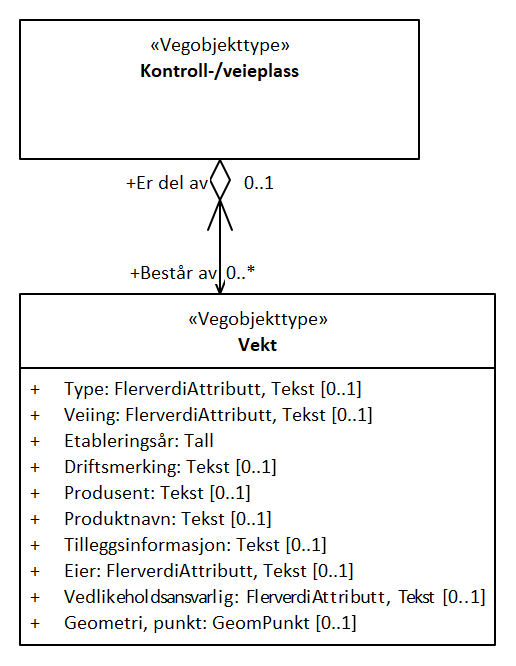 «Vegobjekttype»
Kontroll-/veieplass
+Er del av 0..1
+Består av 0..*
«Vegobjekttype»
Vekt
+ Type: FlerverdiAttributt, Tekst [0..1]
+ Veiing: FlerverdiAttributt, Tekst [0..1]
+ Etableringsår: Tall
+ Driftsmerking: Tekst [0..1]
+ Produsent: Tekst [0..1]
+ Produktnavn: Tekst [0..1]
+ Tilleggsinformasjon: Tekst [0..1]
+ Eier: FlerverdiAttributt, Tekst [0..1]
+ Vedlikeholdsansvarlig: FlerverdiAttributt, Tekst [0..1]
+ Geometri, punkt: GeomPunkt [0..1]